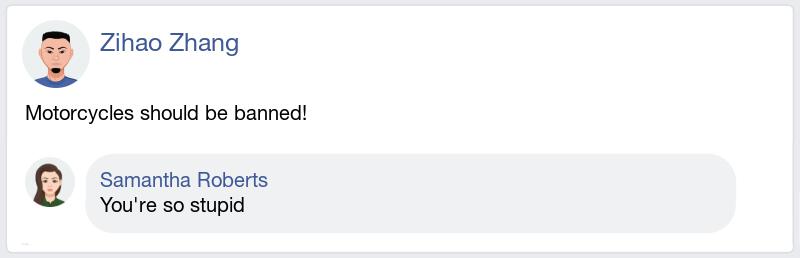 Zihao Zhang
Motorcycles should be banned!
Samantha Roberts
You're so stupid